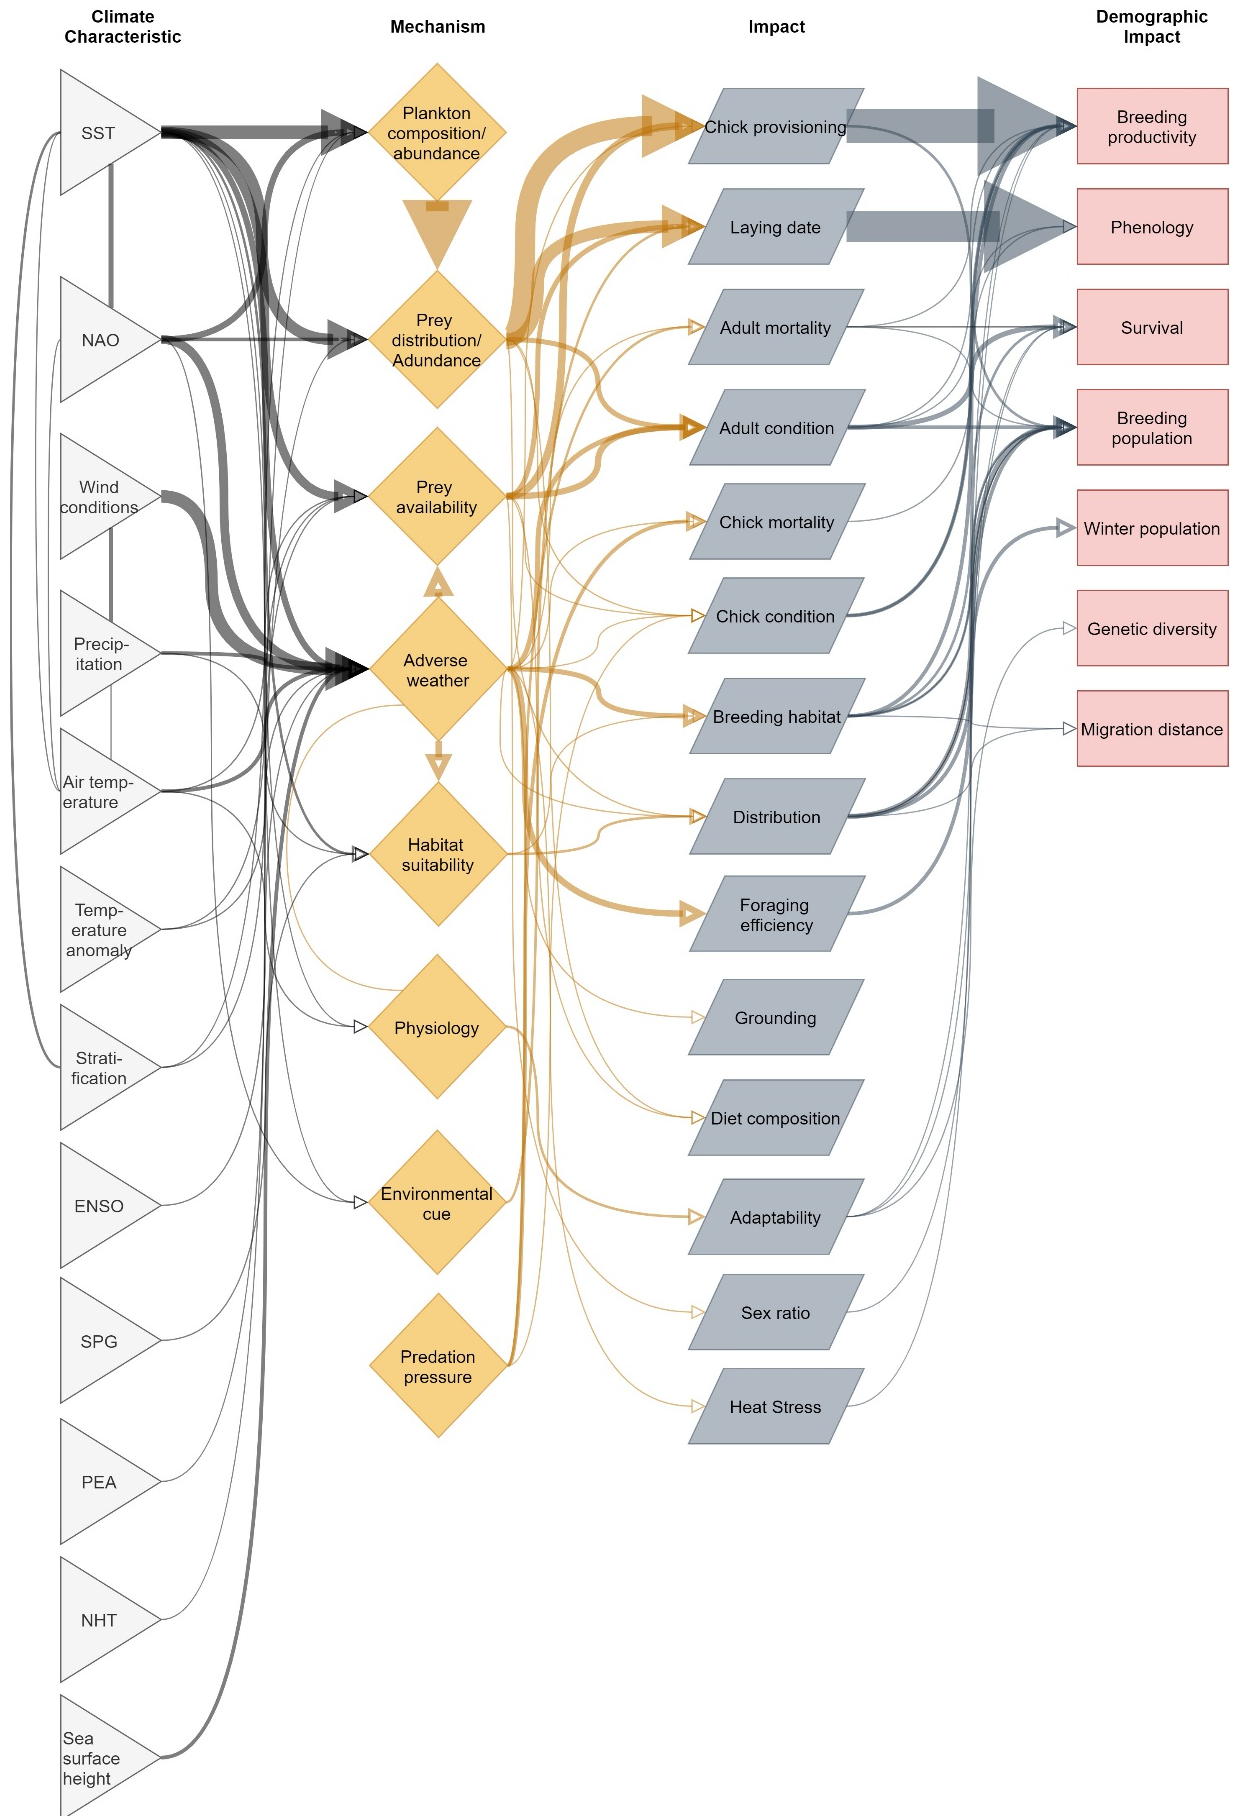 Climate
Characteristic
Mechanism
Impact
Demographic
Impact
SST
NAO
Wind
conditions
Precip-
itation
Air temp-
erature
Temp-
erature
anomaly
Strati-
fication
ENSO
SPG
PEA
NHT
Sea
surface
height
Plankton
composition/
abundance
Prey
distribution/
Adundance
Prey
availability
Adverse
weather
Habitat
suitability
Physiology
Environmental
cue
Predation
pressure
Chick provisioning
Laying date
Adult mortality
Adult condition
Chick mortality
Chick condition
Breeding habitat
Distribution
Foraging
efficiency
Grounding
Diet composition
Adaptability
Sex ratio
Heat Stress
Breeding
productivity
Phenology
Survival
Breeding
population
Winter population
Genetic diversity
Migration distance